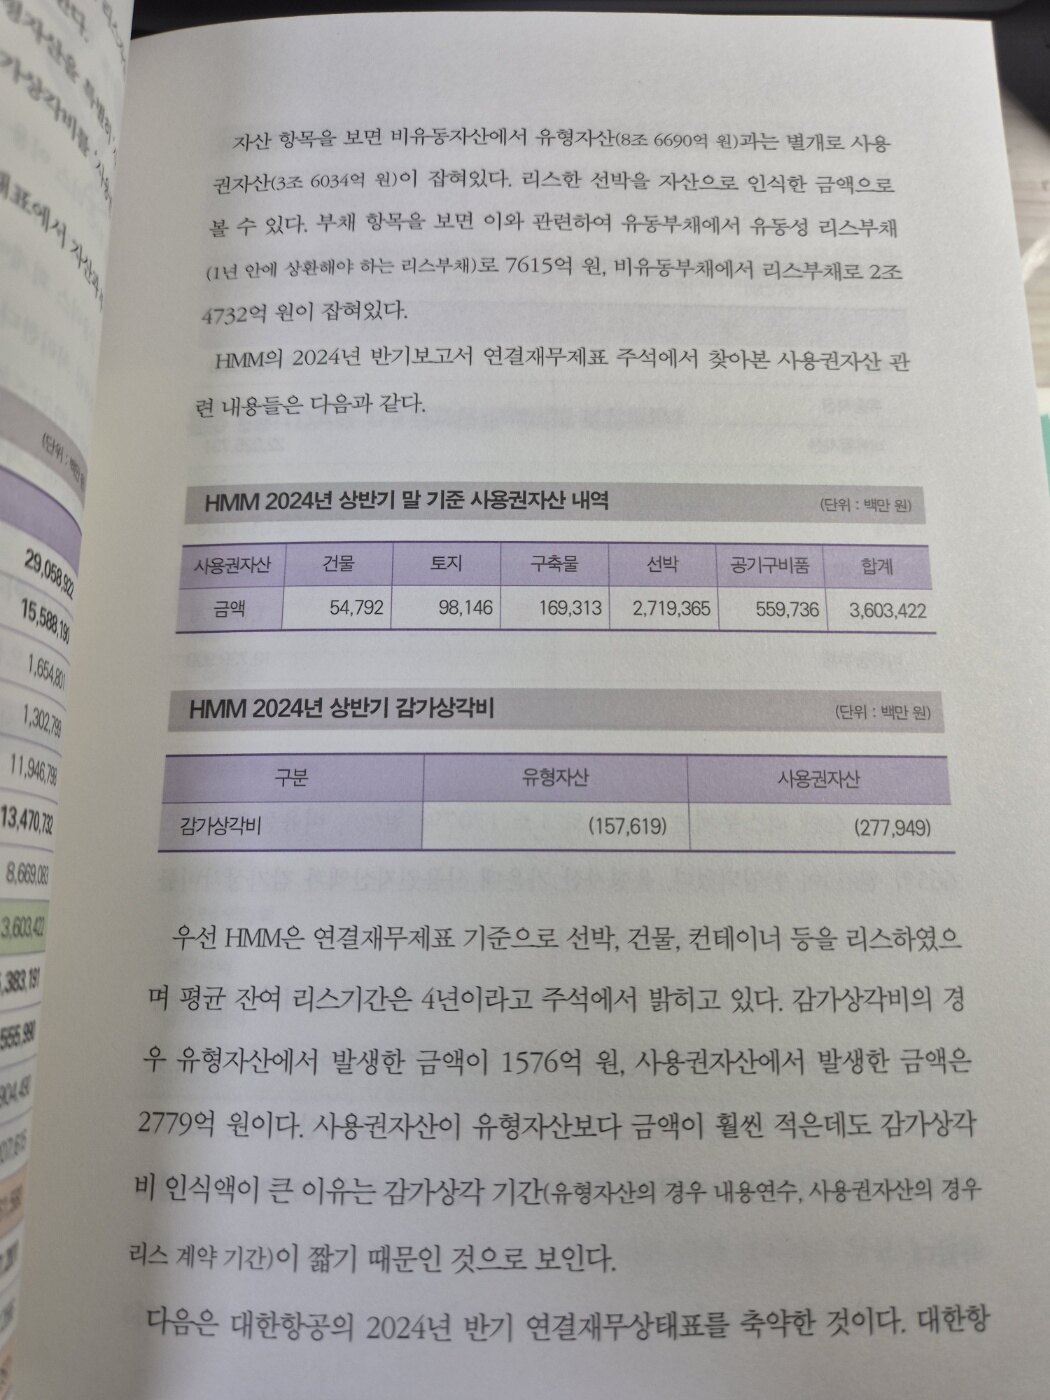 29,058,922
15,588,190
1,654,801
1,302,793
11,946,798
13,470,732
8,669,083
3,603,422
자산 항목을 보면 비유동자산에서 유형자산(8조 6690억 원)과는 별개로 사용
권자산(3조 6034억 원)이 잡혀있다. 리스한 선박을 자산으로 인식한 금액으로
볼 수 있다. 부채 항목을 보면 이와 관련하여 유동부채에서 유동성 리스부채
(1년 안에 상환해야 하는 리스부채)로 7615억 원, 비유동부채에서 리스부채로 2조
4732억 원이 잡혀있다.
HMM의 2024년 반기보고서 연결재무제표 주석에서 찾아본 사용권자산 관
련 내용들은 다음과 같다.
HMM 2024년 상반기 말 기준 사용권자산 내역 (단위 : 백만 원)
사용권자산 건물 토지 구축물 선박 공기구비품 합계
금액 54,792 98,146 169,313 2,719,365 559,736 3,603,422
HMM 2024년 상반기 감가상각비 (단위 : 백만 원)
구분 유형자산 사용권자산
감가상각비 (157,619) (277,949)
우선 HMM은 연결재무제표 기준으로 선박, 건물, 컨테이너 등을 리스하였으
며 평균 잔여 리스기간은 4년이라고 주석에서 밝히고 있다. 감가상각비의 경
우 유형자산에서 발생한 금액이 1576억 원, 사용권자산에서 발생한 금액은
2779억 원이다. 사용권자산이 유형자산보다 금액이 훨씬 적은데도 감가상각
비 인식액이 큰 이유는 감가상각 기간(유형자산의 경우 내용연수, 사용권자산의 경우
리스 계약 기간)이 짧기 때문인 것으로 보인다.
다음은 대한항공의 2024년 반기 연결재무상태표를 축약한 것이다. 대한항